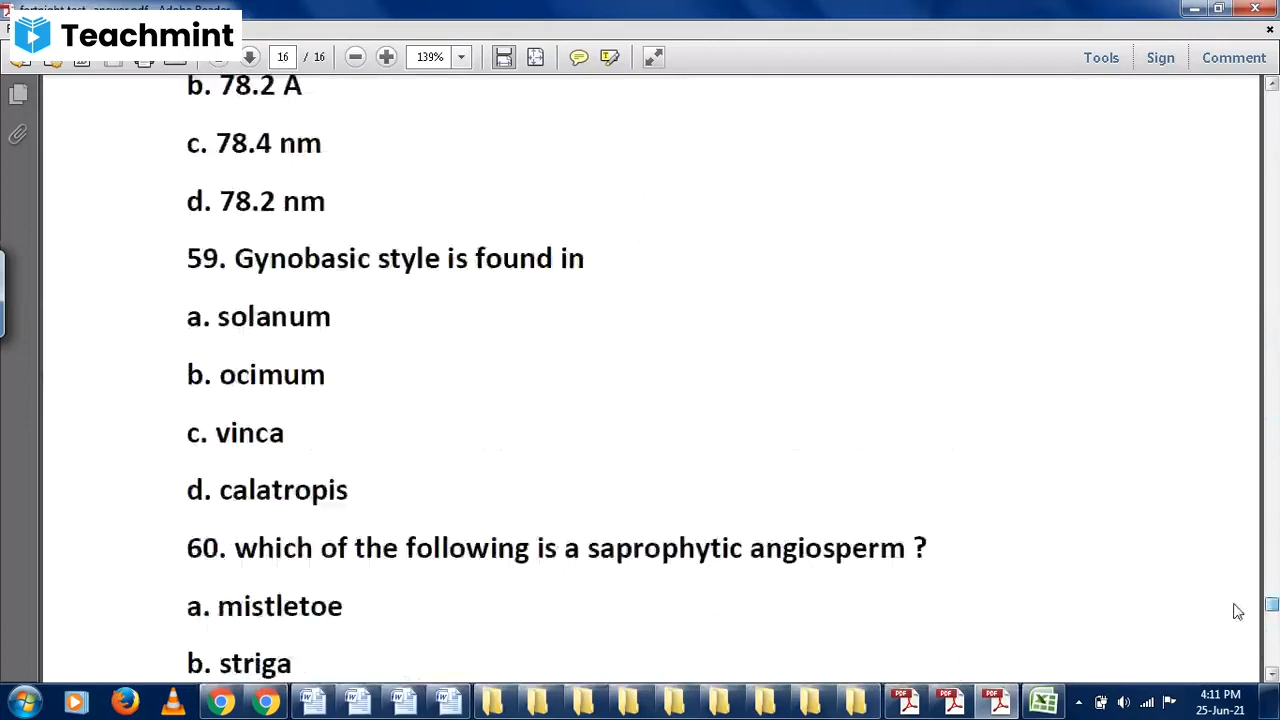 Teachmint
16 / 16
139%
Tools
Sign
Comment
b. 78.2 A
c. 78.4 nm
d. 78.2 nm
59. Gynobasic style is found in
a. solanum
b. ocimum
c. vinca
d. calatropis
60. which of the following is a saprophytic angiosperm ?
a. mistletoe
b. striga
4:11 PM
25-Jun-21